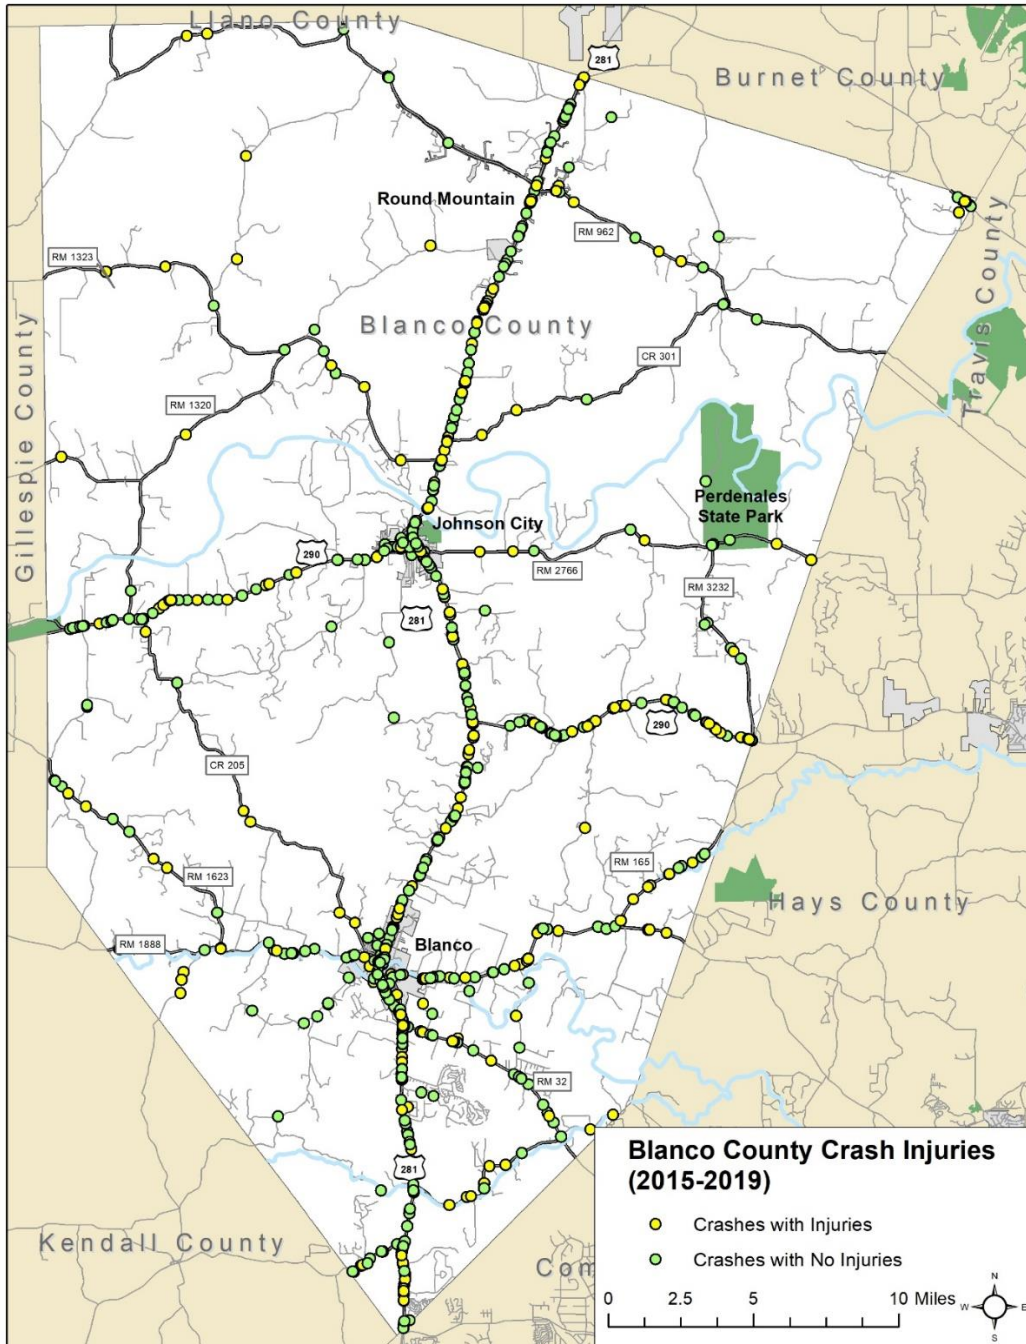 Llano County
281
Burnet County
Round Mountain
RM 962
RM 1323
Travis County
Blanco County
Gillespie County
CR 301
RM 1320
Perdenales
State Park
Johnson City
290
RM 2766
RM 3232
281
290
CR 205
RM 165
RM 1623
Hays County
RM 1888
Blanco
RM 32
Blanco County Crash Injuries
(2015-2019)
281
Crashes with Injuries
Kendall County
Crashes with No Injuries
Com
0 2.5 5 10 Miles
N
W E
S